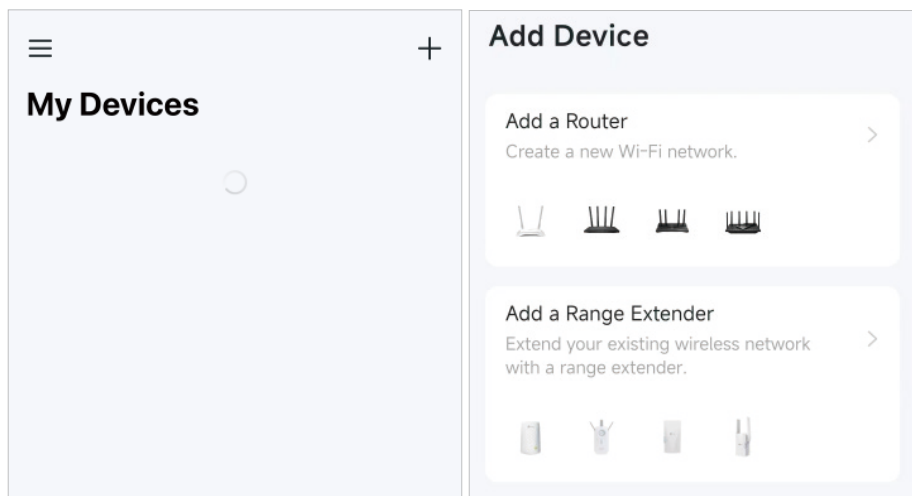 My Devices
Add Device
Add a Router
Create a new Wi-Fi network.
Add a Range Extender
Extend your existing wireless network
with a range extender.